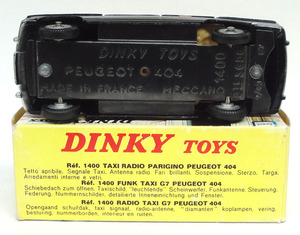 DINKY TOYS
PEUGEOT 404
1400
MADE IN FRANCE MECCANO
DINKY TOYS
Réf. 1400 TAXI RADIO PARIGINO PEUGEOT 404
Tetto apribile, Segnale Taxi, Antenna radio, Fari brillanti, Sospensione, Sterzo, Targa,
Arredamenti interni e vetri.
Réf. 1400 FUNK TAXI G7 PEUGEOT 404
Schiebedach zum öffnen, Taxischild, "leuchtende" Scheinwerfer, Funkantenne, Steuerung,
Federung, Nummernschilder, detaillierte Inneneinrichtung und Fenster.
Réf. 1400 RADIO TAXI G7 PEUGEOT 404
Opengaand schuifdak, taxi signaal, radio-antenne, "diamanten" koplampen, vering,
besturing, nummerborden, interieur en ruiten.